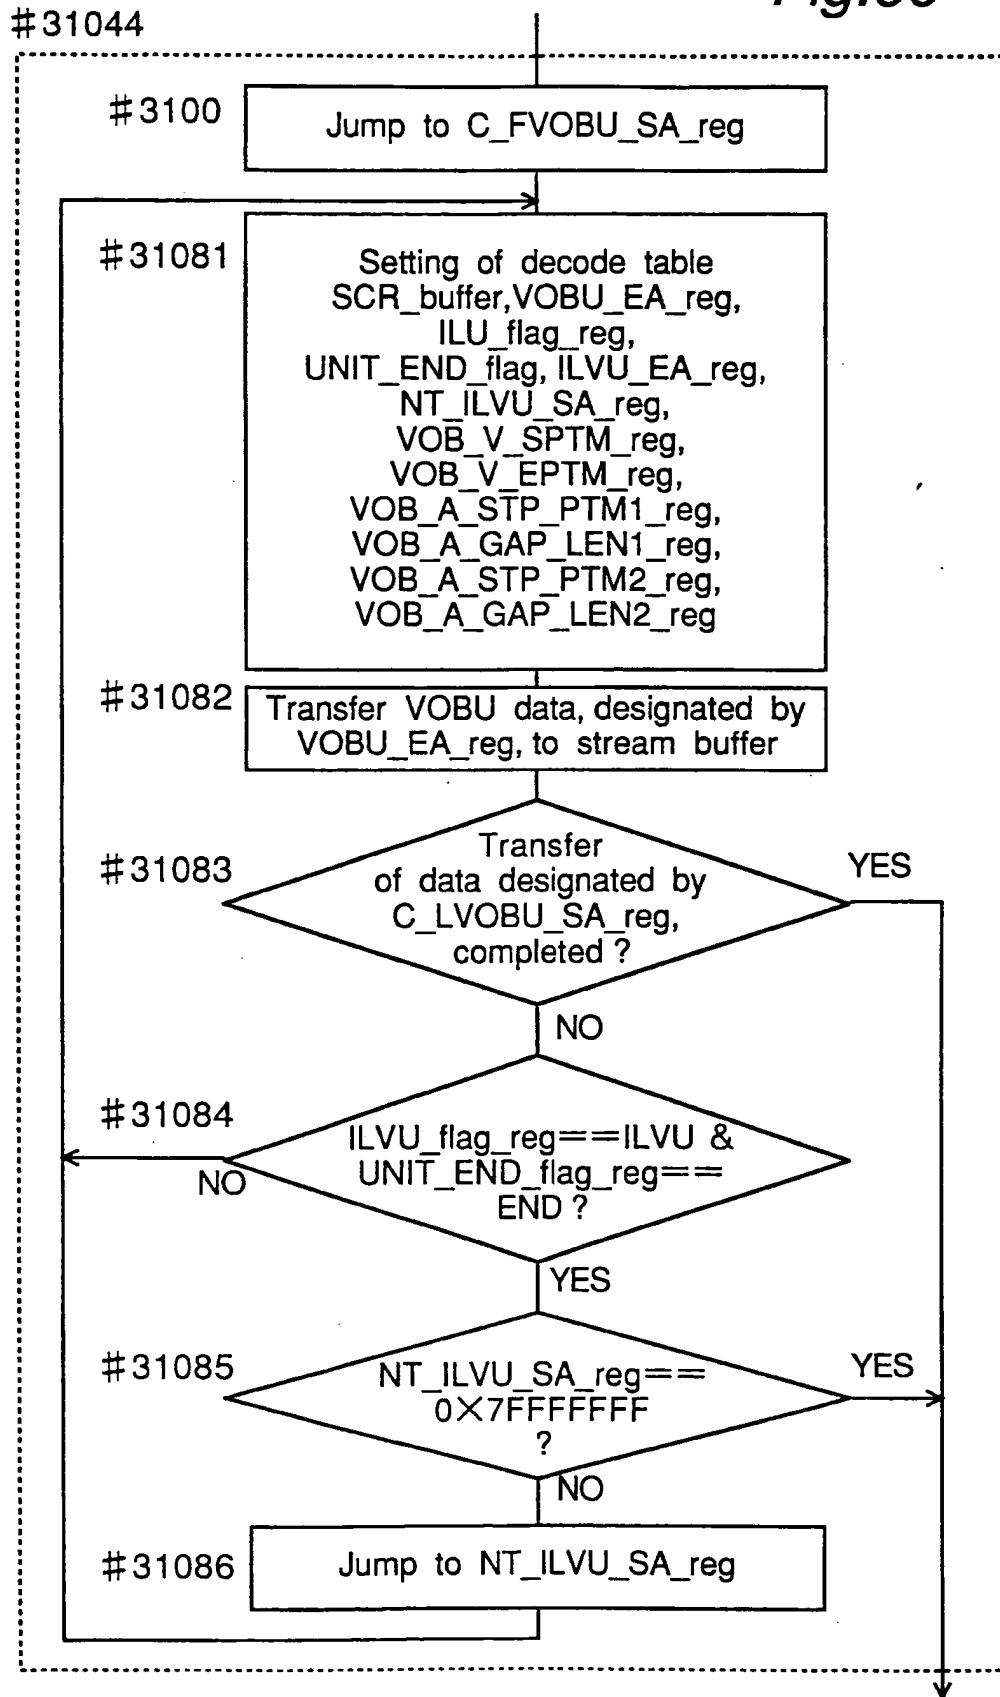 #31044
#3100
Jump to C_FVOBU_SA_reg
#31081
Setting of decode table
SCR_buffer,VOBU_EA_reg,
ILU_flag_reg,
UNIT_END_flag, ILVU_EA_reg,
NT_ILVU_SA_reg,
VOB_V_SPTM_reg,
VOB_V_EPTM_reg,
VOB_A_STP_PTM1_reg,
VOB_A_GAP_LEN1_reg,
VOB_A_STP_PTM2_reg,
VOB_A_GAP_LEN2_reg
#31082
Transfer VOBU data, designated by
VOBU_EA_reg, to stream buffer
#31083
Transfer
of data designated by
C_LVOBU_SA_reg,
completed ?
YES
NO
#31084
ILVU_flag_reg==ILVU &
UNIT_END_flag_reg==
END ?
NO
YES
#31085
NT_ILVU_SA_reg==
0X7FFFFFFF
?
YES
NO
#31086
Jump to NT_ILVU_SA_reg